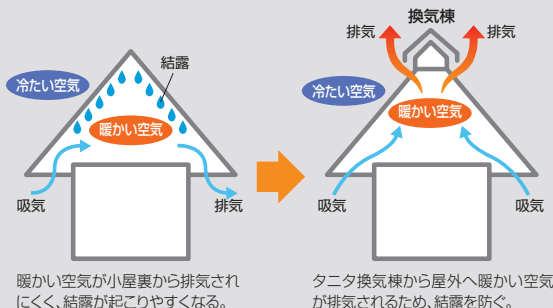 結露
冷たい空気
暖かい空気
吸気
排気
暖かい空気が小屋裏から排気され
にくく、結露が起こりやすくなる。
換気棟
排気
排気
冷たい空気
暖かい空気
吸気
吸気
タニタ換気棟から屋外へ暖かい空気
が排気されるため、結露を防ぐ。